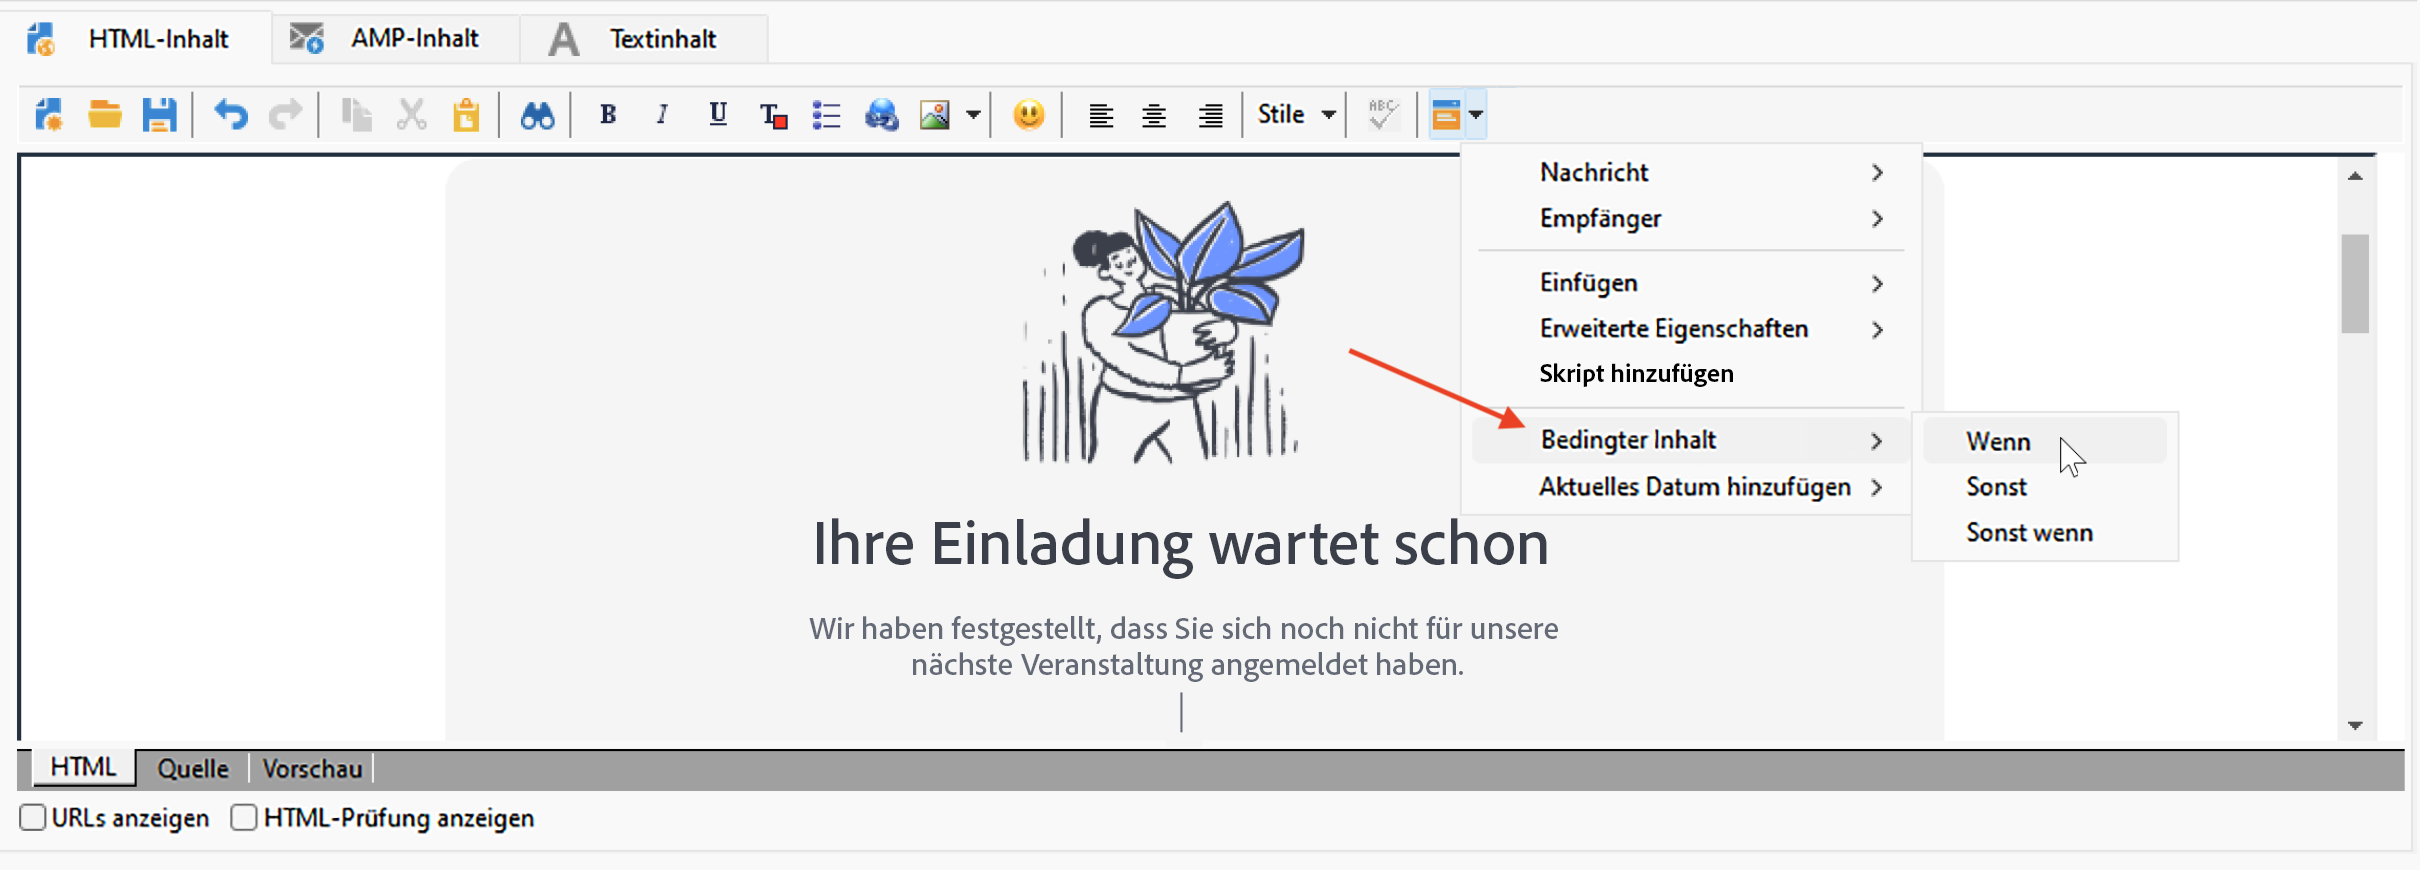 HTML-Inhalt
AMP-Inhalt
A Textinhalt
B I U T Stile ABC
Nachricht
Empfänger
Einfügen
Erweiterte Eigenschaften
Skript hinzufügen
Bedingter Inhalt
Aktuelles Datum hinzufügen
Wenn
Sonst
Sonst wenn
Ihre Einladung wartet schon
Wir haben festgestellt, dass Sie sich noch nicht für unsere
nächste Veranstaltung angemeldet haben.
HTML Quelle Vorschau
URLs anzeigen HTML-Prüfung anzeigen